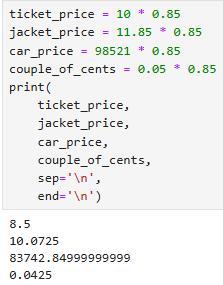 ticket_price = 10 * 0.85
jacket_price = 11.85 * 0.85
car_price = 98521 * 0.85
couple_of_cents = 0.05 * 0.85
print(
    ticket_price,
    jacket_price,
    car_price,
    couple_of_cents,
    sep='\n',
    end='\n')
8.5
10.0725
83742.84999999999
0.0425